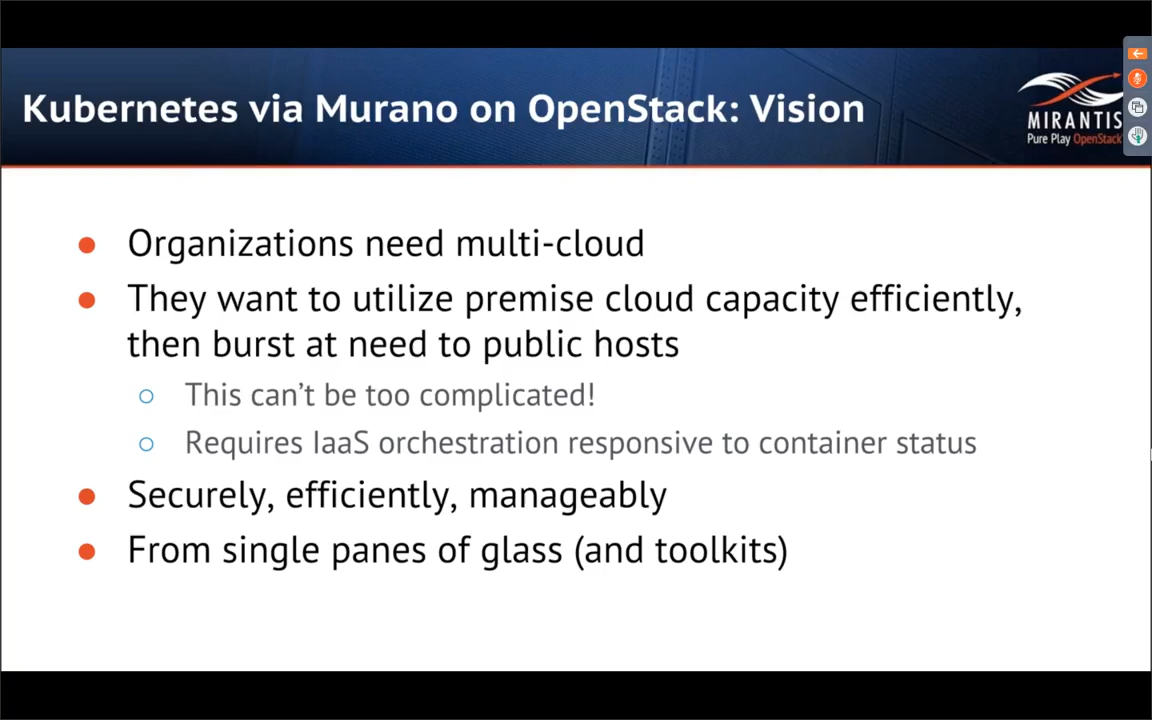 Kubernetes via Murano on OpenStack: Vision
MIRANTIS
Pure Play OpenStack
Organizations need multi-cloud
They want to utilize premise cloud capacity efficiently,
then burst at need to public hosts
This can't be too complicated!
Requires IaaS orchestration responsive to container status
Securely, efficiently, manageably
From single panes of glass (and toolkits)